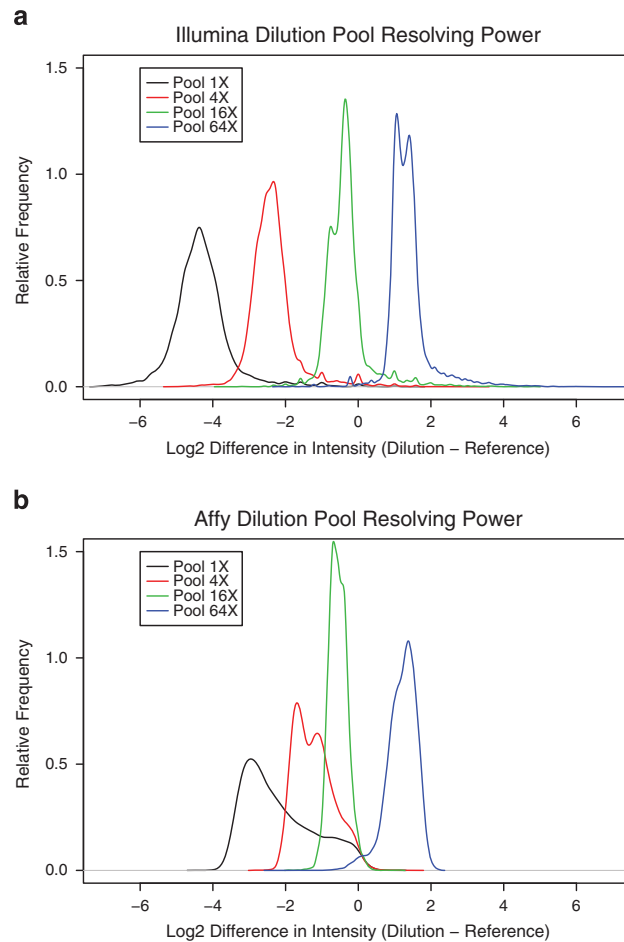 a
Illumina Dilution Pool Resolving Power
1.5
1.0
0.5
0.0
Relative Frequency
Pool 1X
Pool 4X
Pool 16X
Pool 64X
−6 −4 −2 0 2 4 6
Log2 Difference in Intensity (Dilution − Reference)
b
Affy Dilution Pool Resolving Power
1.5
1.0
0.5
0.0
Relative Frequency
Pool 1X
Pool 4X
Pool 16X
Pool 64X
−6 −4 −2 0 2 4 6
Log2 Difference in Intensity (Dilution − Reference)